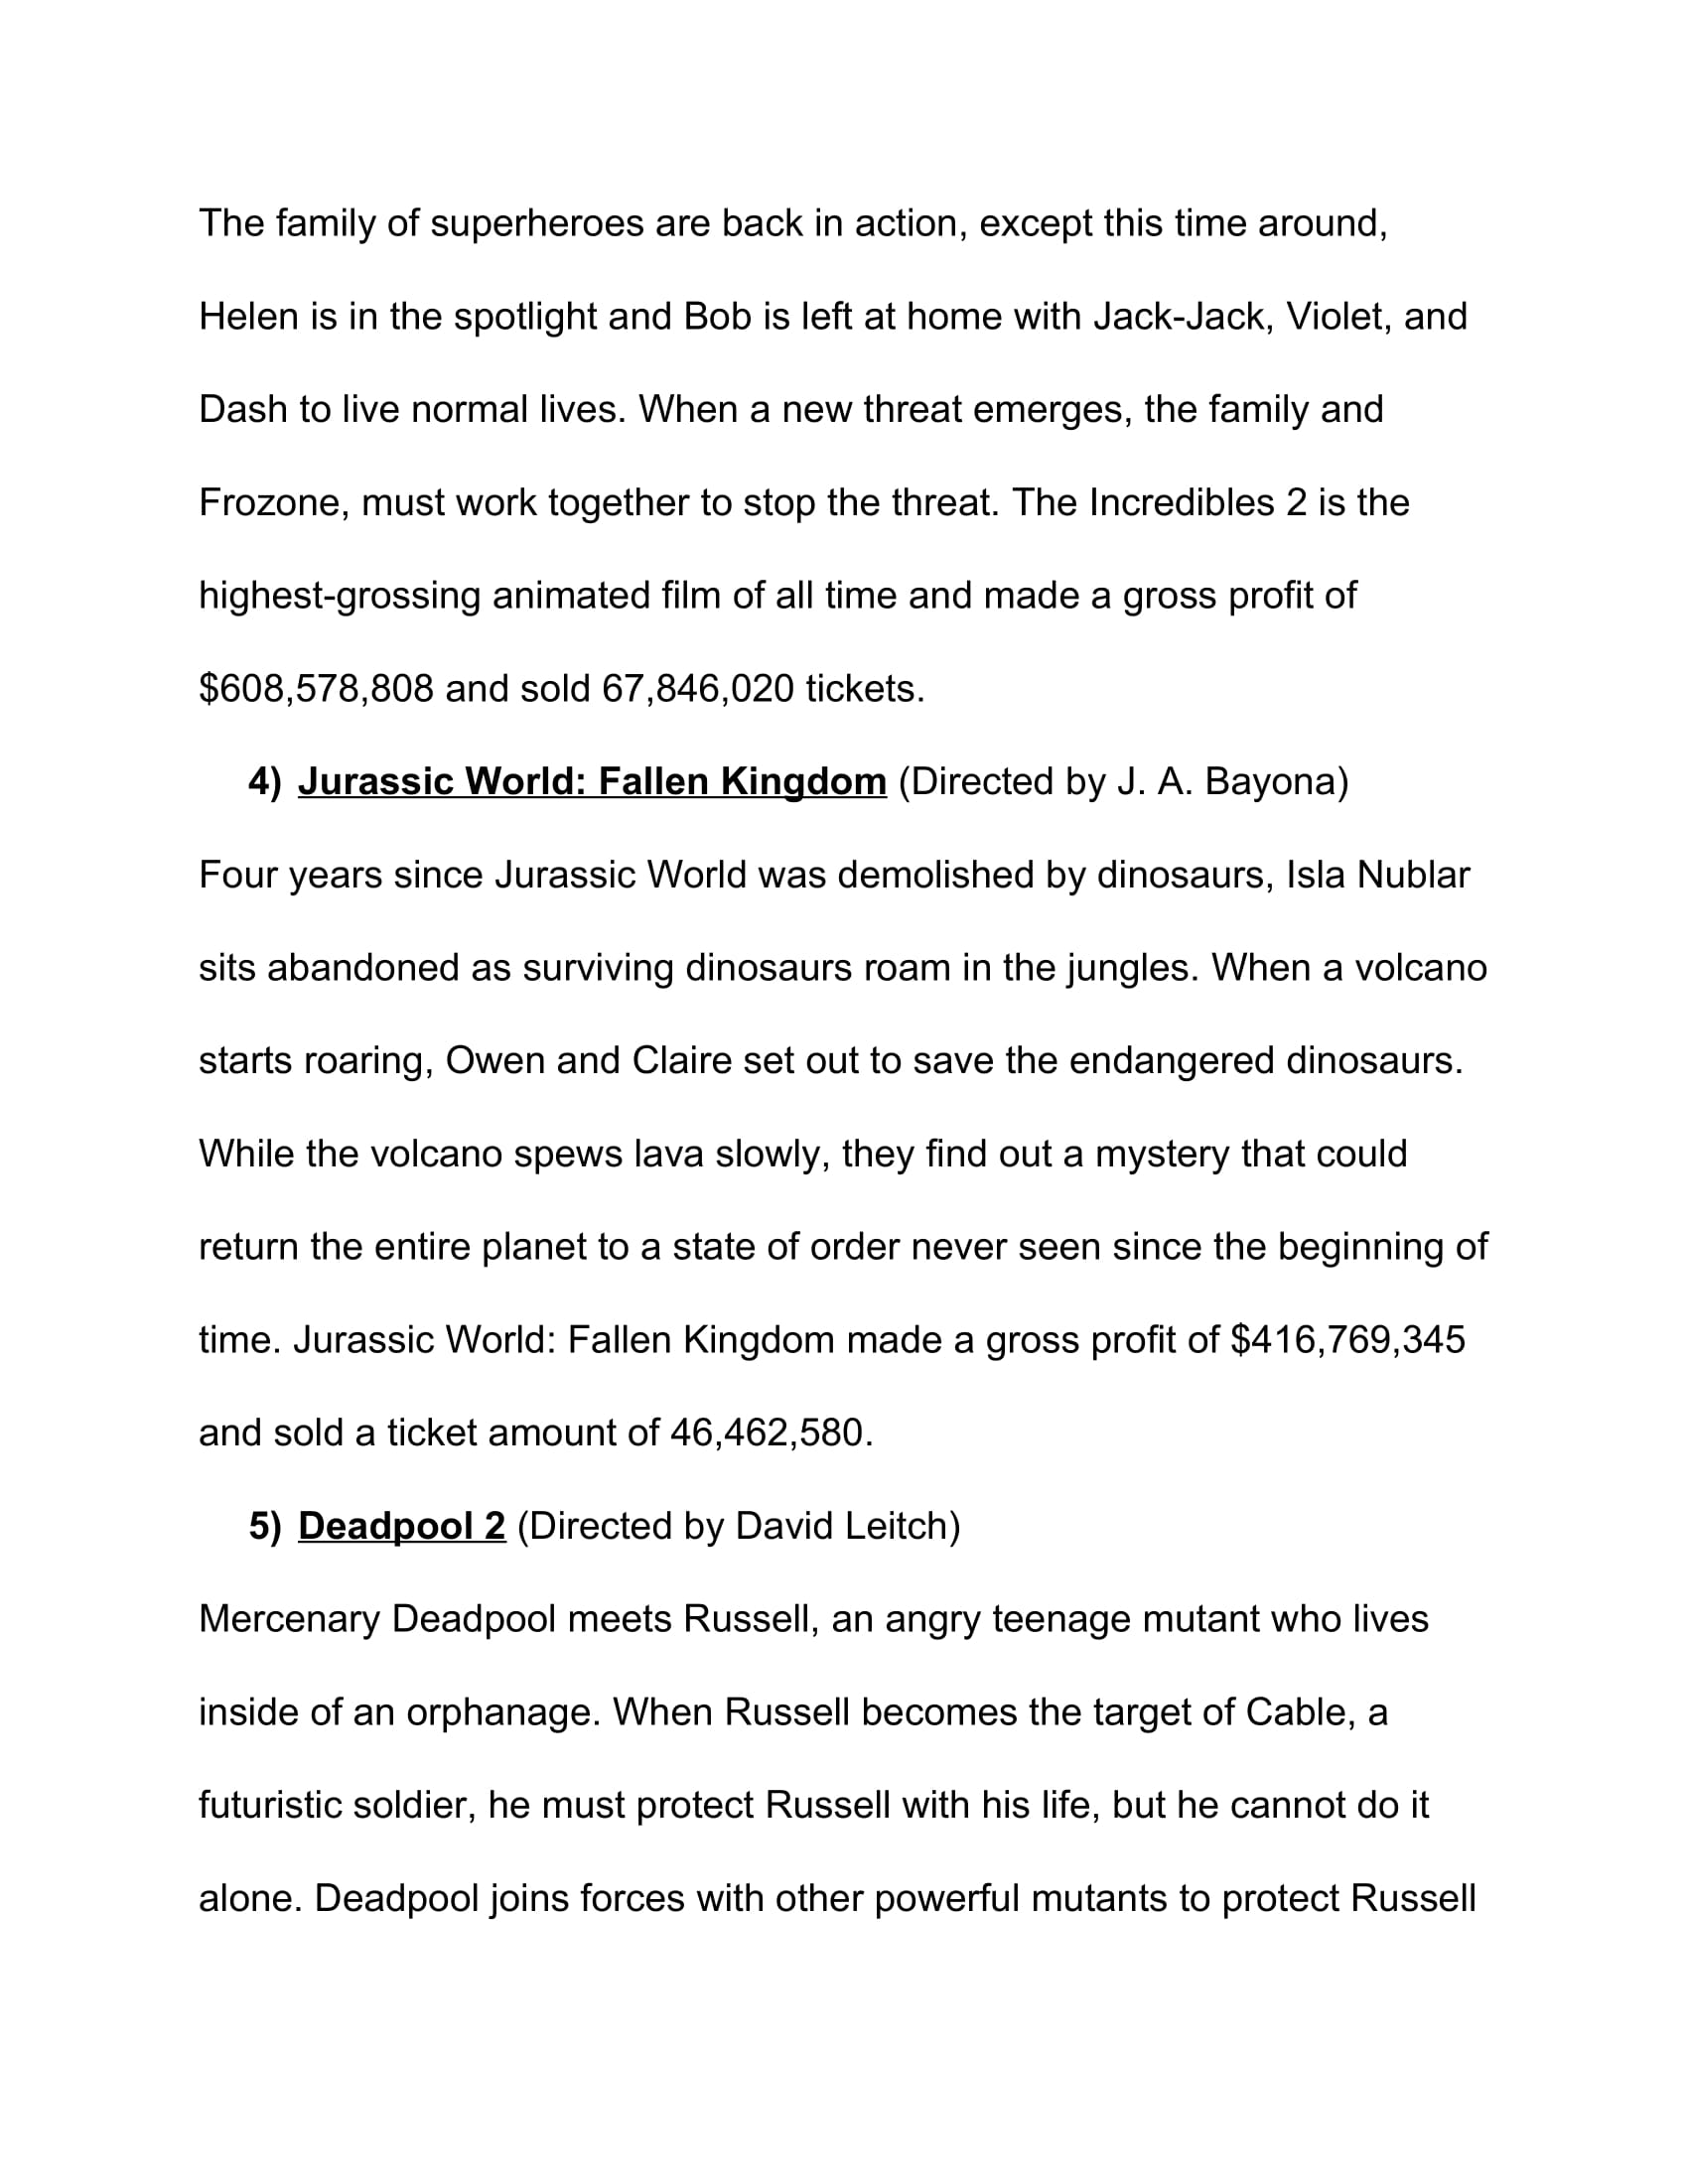 The family of superheroes are back in action, except this time around,
Helen is in the spotlight and Bob is left at home with Jack-Jack, Violet, and
Dash to live normal lives. When a new threat emerges, the family and
Frozone, must work together to stop the threat. The Incredibles 2 is the
highest-grossing animated film of all time and made a gross profit of
$608,578,808 and sold 67,846,020 tickets.
4) Jurassic World: Fallen Kingdom (Directed by J. A. Bayona)
Four years since Jurassic World was demolished by dinosaurs, Isla Nublar
sits abandoned as surviving dinosaurs roam in the jungles. When a volcano
starts roaring, Owen and Claire set out to save the endangered dinosaurs.
While the volcano spews lava slowly, they find out a mystery that could
return the entire planet to a state of order never seen since the beginning of
time. Jurassic World: Fallen Kingdom made a gross profit of $416,769,345
and sold a ticket amount of 46,462,580.
5) Deadpool 2 (Directed by David Leitch)
Mercenary Deadpool meets Russell, an angry teenage mutant who lives
inside of an orphanage. When Russell becomes the target of Cable, a
futuristic soldier, he must protect Russell with his life, but he cannot do it
alone. Deadpool joins forces with other powerful mutants to protect Russell